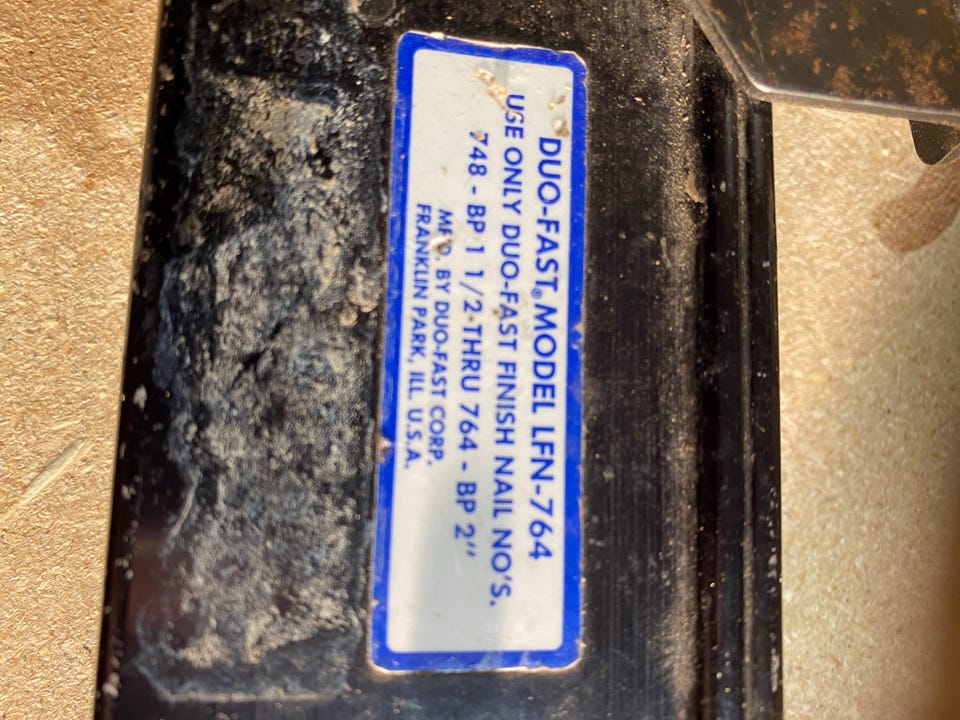 DUO-FAST® MODEL LFN-764
USE ONLY DUO-FAST FINISH NAIL NO'S.
748 - BP 1 1/2-THRU 764 - BP 2"
MF'D. BY DUO-FAST CORP.
FRANKLIN PARK, ILL. U.S.A.